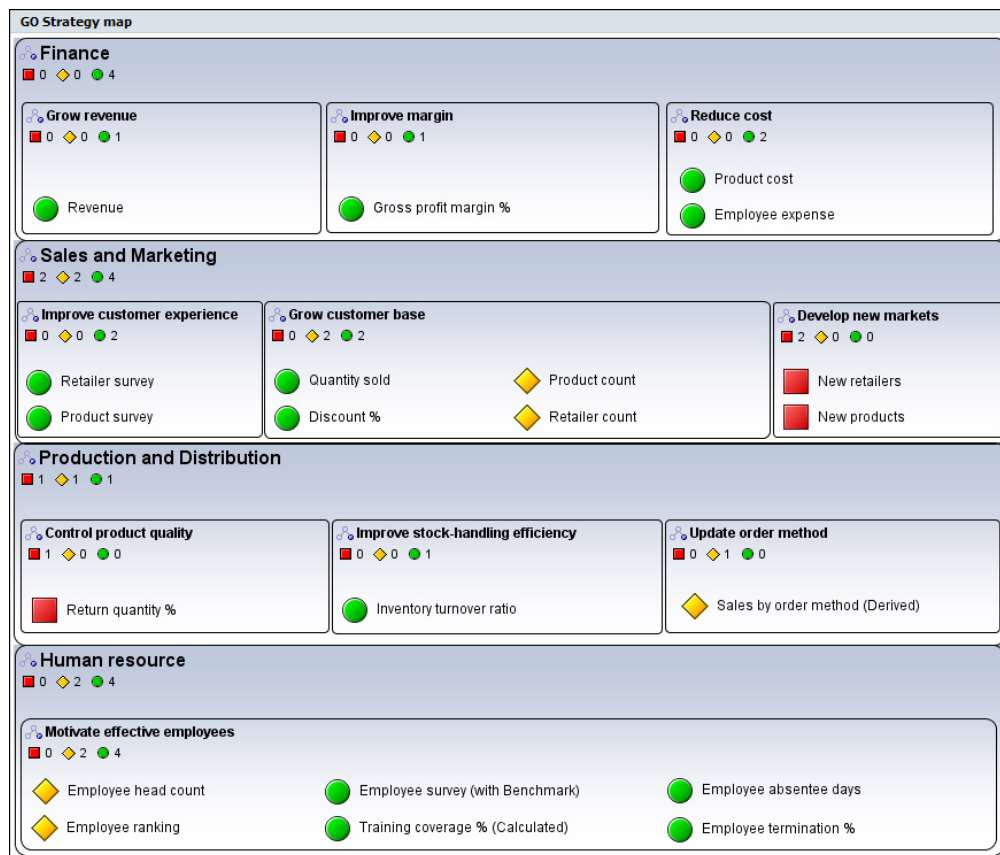 GO Strategy map
Finance
0 0 4
Grow revenue
0 0 1
Revenue
Improve margin
0 0 1
Gross profit margin %
Reduce cost
0 0 2
Product cost
Employee expense
Sales and Marketing
2 2 4
Improve customer experience
0 0 2
Retailer survey
Product survey
Grow customer base
0 2 2
Quantity sold
Product count
Discount %
Retailer count
Develop new markets
2 0 0
New retailers
New products
Production and Distribution
1 1 1
Control product quality
1 0 0
Return quantity %
Improve stock-handling efficiency
0 0 1
Inventory turnover ratio
Update order method
0 1 0
Sales by order method (Derived)
Human resource
0 2 4
Motivate effective employees
0 2 4
Employee head count
Employee survey (with Benchmark)
Employee absentee days
Employee ranking
Training coverage % (Calculated)
Employee termination %